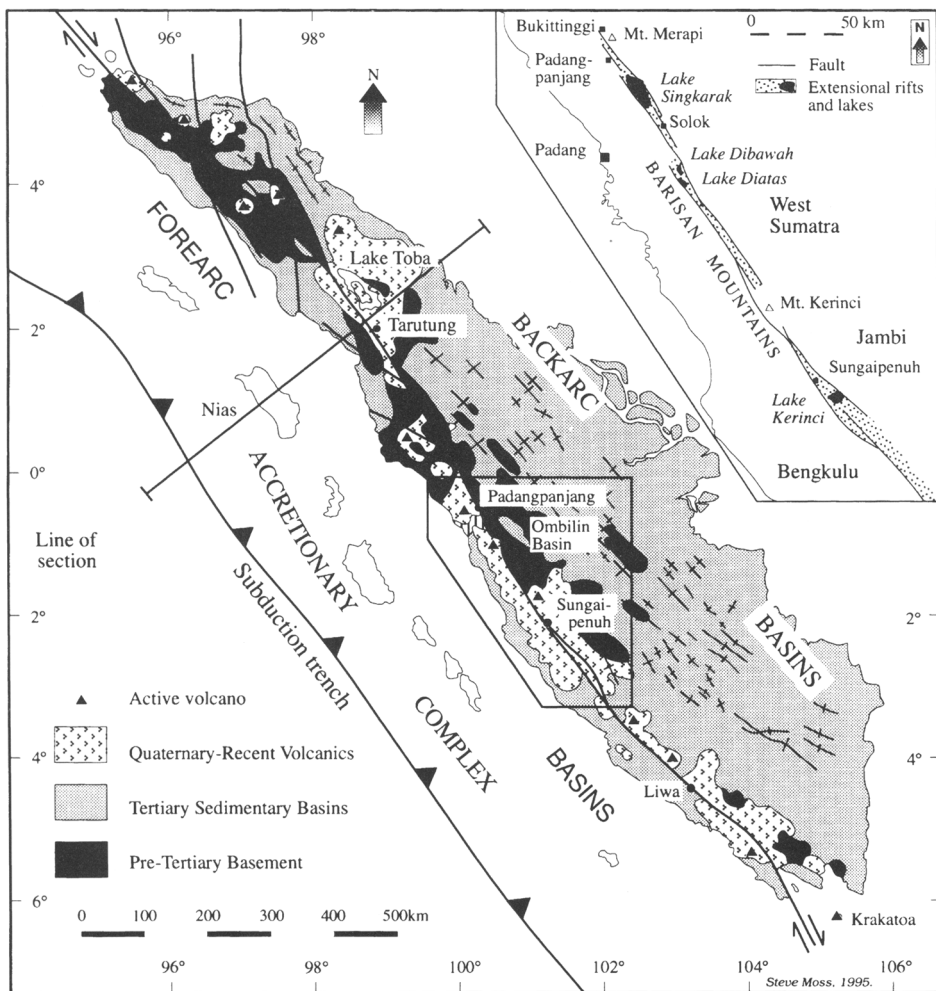 96°
98°
Bukittinggi
Mt. Merapi
Padang-
panjang
Lake
Singkarak
Solok
Padang
Lake Dibawah
Lake Diatas
BARISAN
MOUNTAINS
West
Sumatra
Mt. Kerinci
Jambi
Sungaipenuh
Lake
Kerinci
Bengkulu
0 50 km
Fault
Extensional rifts
and lakes
N
N
4°
2°
0°
FOREARC
Lake Toba
Tarutung
Nias
BACKARC
BASINS
ACCRETIONARY
COMPLEX
Line of
section
Subduction trench
Padangpanjang
Ombilin
Basin
Sungai-
penuh
BASINS
Liwa
Krakatoa
2°
4°
6°
2°
4°
Active volcano
Quaternary-Recent Volcanics
Tertiary Sedimentary Basins
Pre-Tertiary Basement
0 100 200 300 400 500km
96° 98° 100° 102° 104° 106°
Steve Moss, 1995.